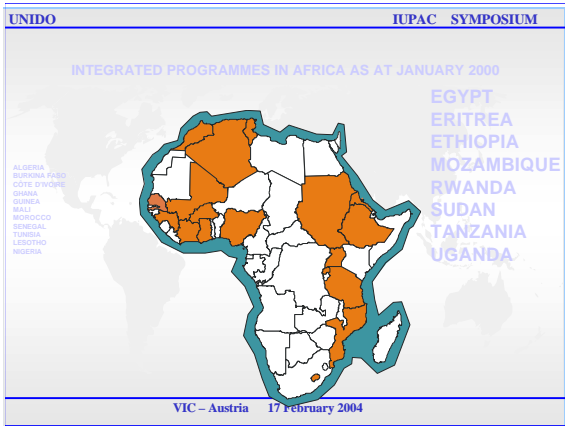 UNIDO IUPAC SYMPOSIUM
INTEGRATED PROGRAMMES IN AFRICA AS AT JANUARY 2000
ALGERIA
BURKINA FASO
CÔTE D'IVOIRE
GHANA
GUINEA
MALI
MOROCCO
SENEGAL
TUNISIA
LESOTHO
NIGERIA
EGYPT
ERITREA
ETHIOPIA
MOZAMBIQUE
RWANDA
SUDAN
TANZANIA
UGANDA
VIC – Austria 17 February 2004